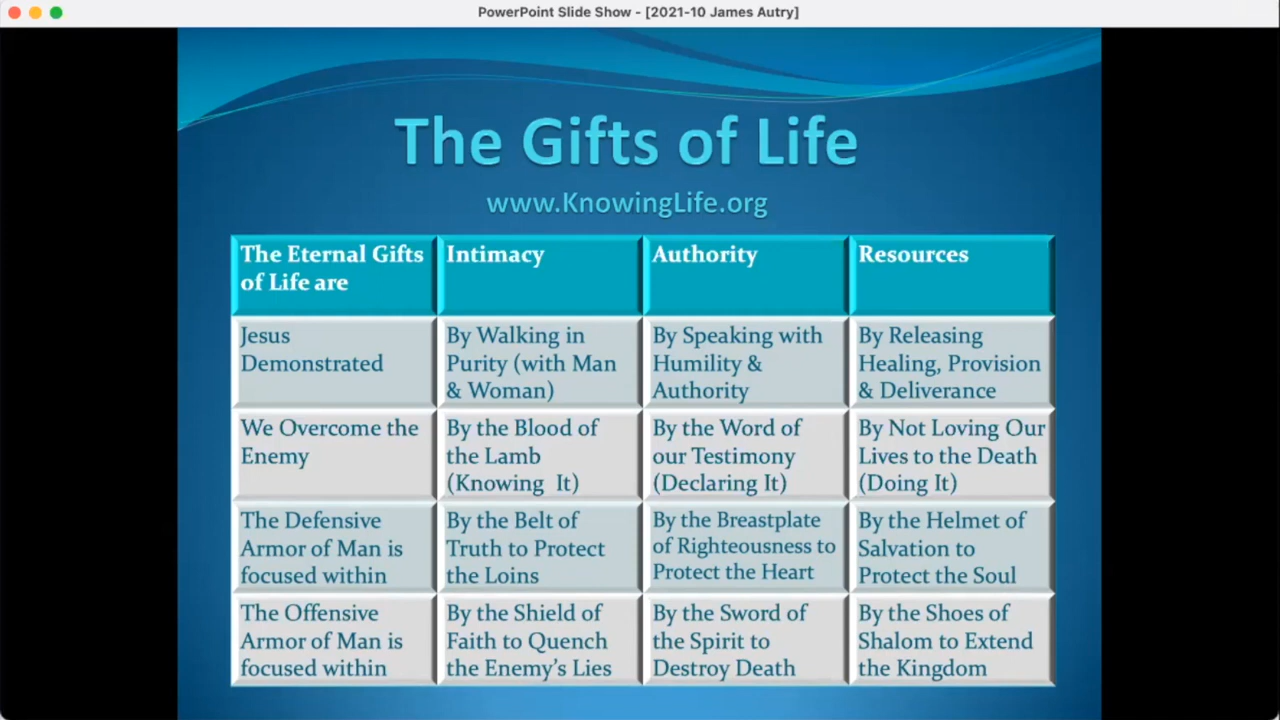 PowerPoint Slide Show - [2021-10 James Autry]
The Gifts of Life
www.KnowingLife.org
The Eternal Gifts
of Life are
Intimacy
Authority
Resources
Jesus
Demonstrated
By Walking in
Purity (with Man
& Woman)
By Speaking with
Humility &
Authority
By Releasing
Healing, Provision
& Deliverance
We Overcome the
Enemy
By the Blood of
the Lamb
(Knowing It)
By the Word of
our Testimony
(Declaring It)
By Not Loving Our
Lives to the Death
(Doing It)
The Defensive
Armor of Man is
focused within
By the Belt of
Truth to Protect
the Loins
By the Breastplate
of Righteousness to
Protect the Heart
By the Helmet of
Salvation to
Protect the Soul
The Offensive
Armor of Man is
focused within
By the Shield of
Faith to Quench
the Enemy's Lies
By the Sword of
the Spirit to
Destroy Death
By the Shoes of
Shalom to Extend
the Kingdom